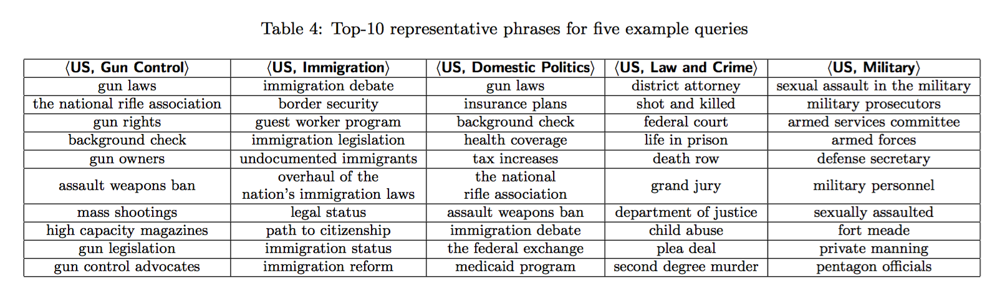 Table 4: Top-10 representative phrases for five example queries
⟨US, Gun Control⟩ ⟨US, Immigration⟩ ⟨US, Domestic Politics⟩ ⟨US, Law and Crime⟩ ⟨US, Military⟩
gun laws immigration debate gun laws district attorney sexual assault in the military
the national rifle association border security insurance plans shot and killed military prosecutors
gun rights guest worker program background check federal court armed services committee
background check immigration legislation health coverage life in prison armed forces
gun owners undocumented immigrants tax increases death row defense secretary
assault weapons ban overhaul of the nation's immigration laws the national rifle association grand jury military personnel
mass shootings legal status assault weapons ban department of justice sexually assaulted
high capacity magazines path to citizenship immigration debate child abuse fort meade
gun legislation immigration status the federal exchange plea deal private manning
gun control advocates immigration reform medicaid program second degree murder pentagon officials